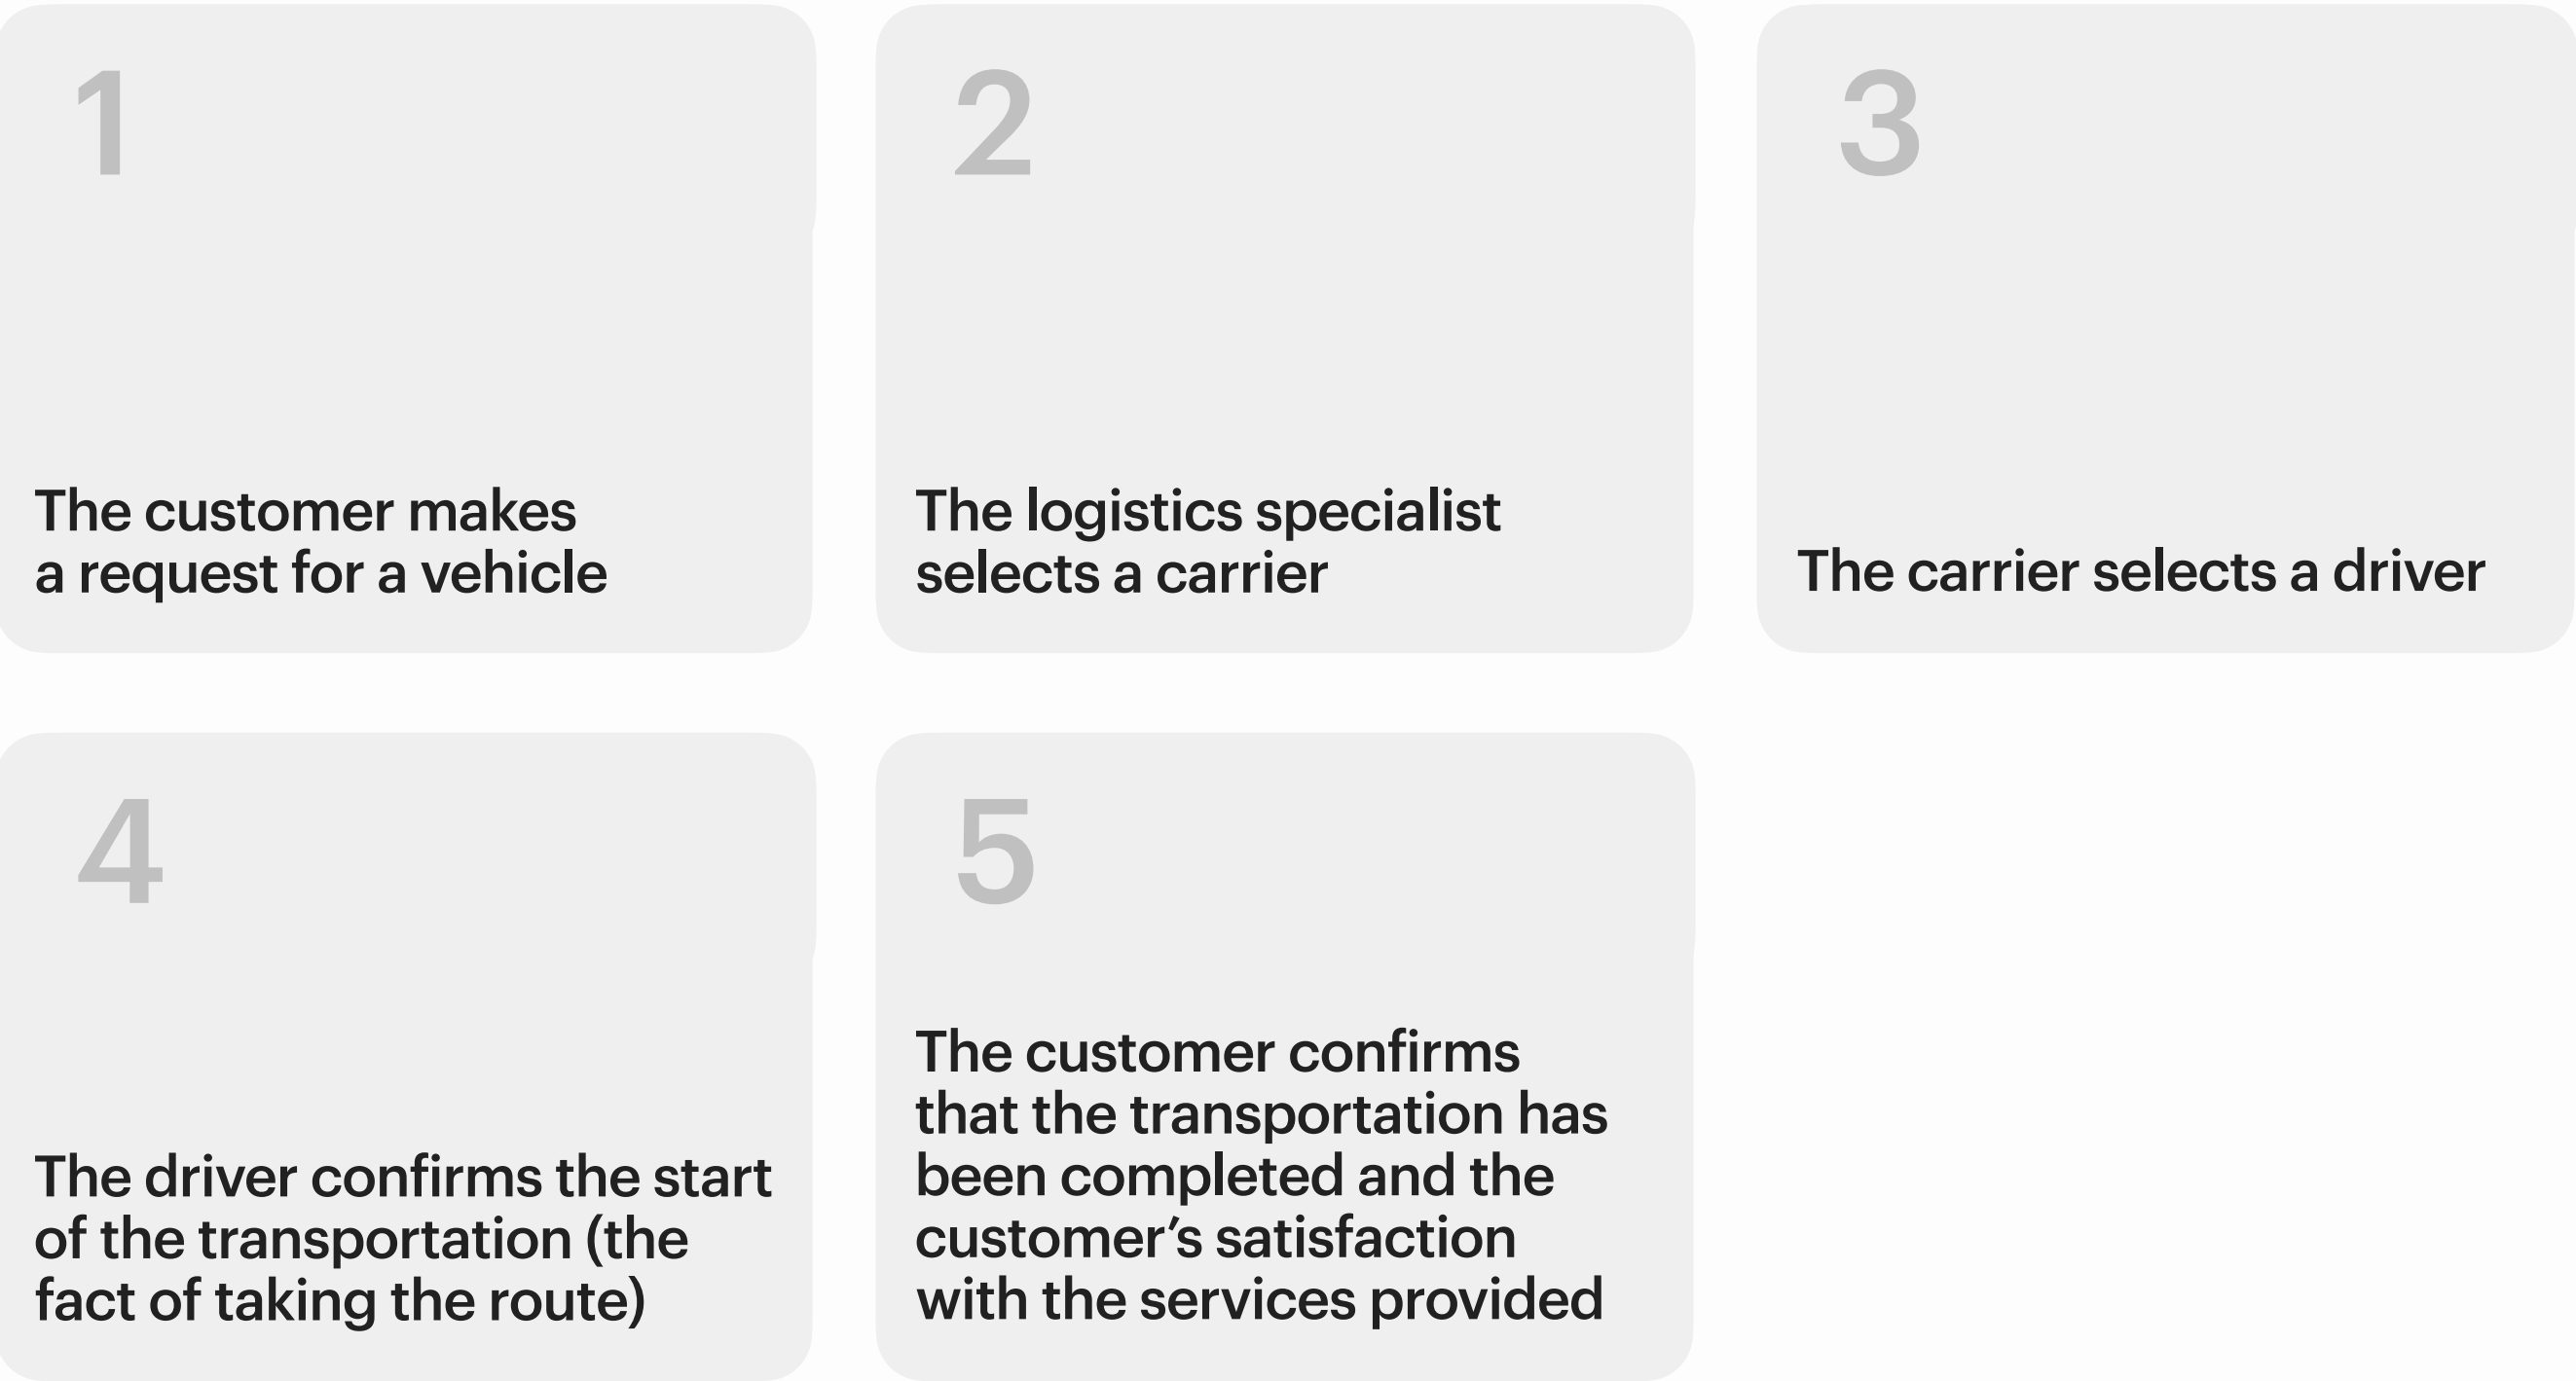 1
The customer makes
a request for a vehicle
2
The logistics specialist
selects a carrier
3
The carrier selects a driver
4
The driver confirms the start
of the transportation (the
fact of taking the route)
5
The customer confirms
that the transportation has
been completed and the
customer’s satisfaction
with the services provided